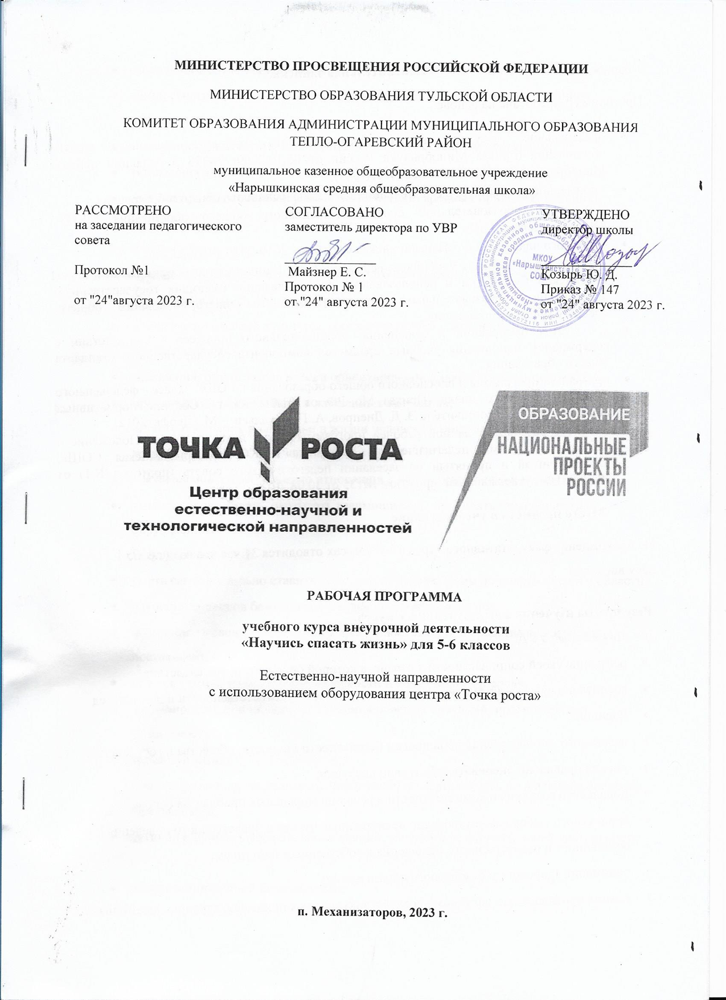 МИНИСТЕРСТВО ПРОСВЕЩЕНИЯ РОССИЙСКОЙ ФЕДЕРАЦИИ
МИНИСТЕРСТВО ОБРАЗОВАНИЯ ТУЛЬСКОЙ ОБЛАСТИ
КОМИТЕТ ОБРАЗОВАНИЯ АДМИНИСТРАЦИИ МУНИЦИПАЛЬНОГО ОБРАЗОВАНИЯ
ТЕПЛО-ОГАРЕВСКИЙ РАЙОН
муниципальное казенное общеобразовательное учреждение
«Нарышкинская средняя общеобразовательная школа»
РАССМОТРЕНО
на заседании педагогического
совета
Протокол №1
от "24"августа 2023 г.
СОГЛАСОВАНО
заместитель директора по УВР
Майзнер Е. С.
Протокол № 1
от "24" августа 2023 г.
УТВЕРЖДЕНО
директор школы
Козырь Ю. Д.
Приказ № 147
от "24" августа 2023 г.
МКОУ
«Нарышкинская
СОШ»
ТОЧКА РОСТА
Центр образования
естественно-научной и
технологической направленностей
ОБРАЗОВАНИЕ
НАЦИОНАЛЬНЫЕ
ПРОЕКТЫ
РОССИИ
РАБОЧАЯ ПРОГРАММА
учебного курса внеурочной деятельности
«Научись спасать жизнь» для 5-6 классов
Естественно-научной направленности
с использованием оборудования центра «Точка роста»
п. Механизаторов, 2023 г.